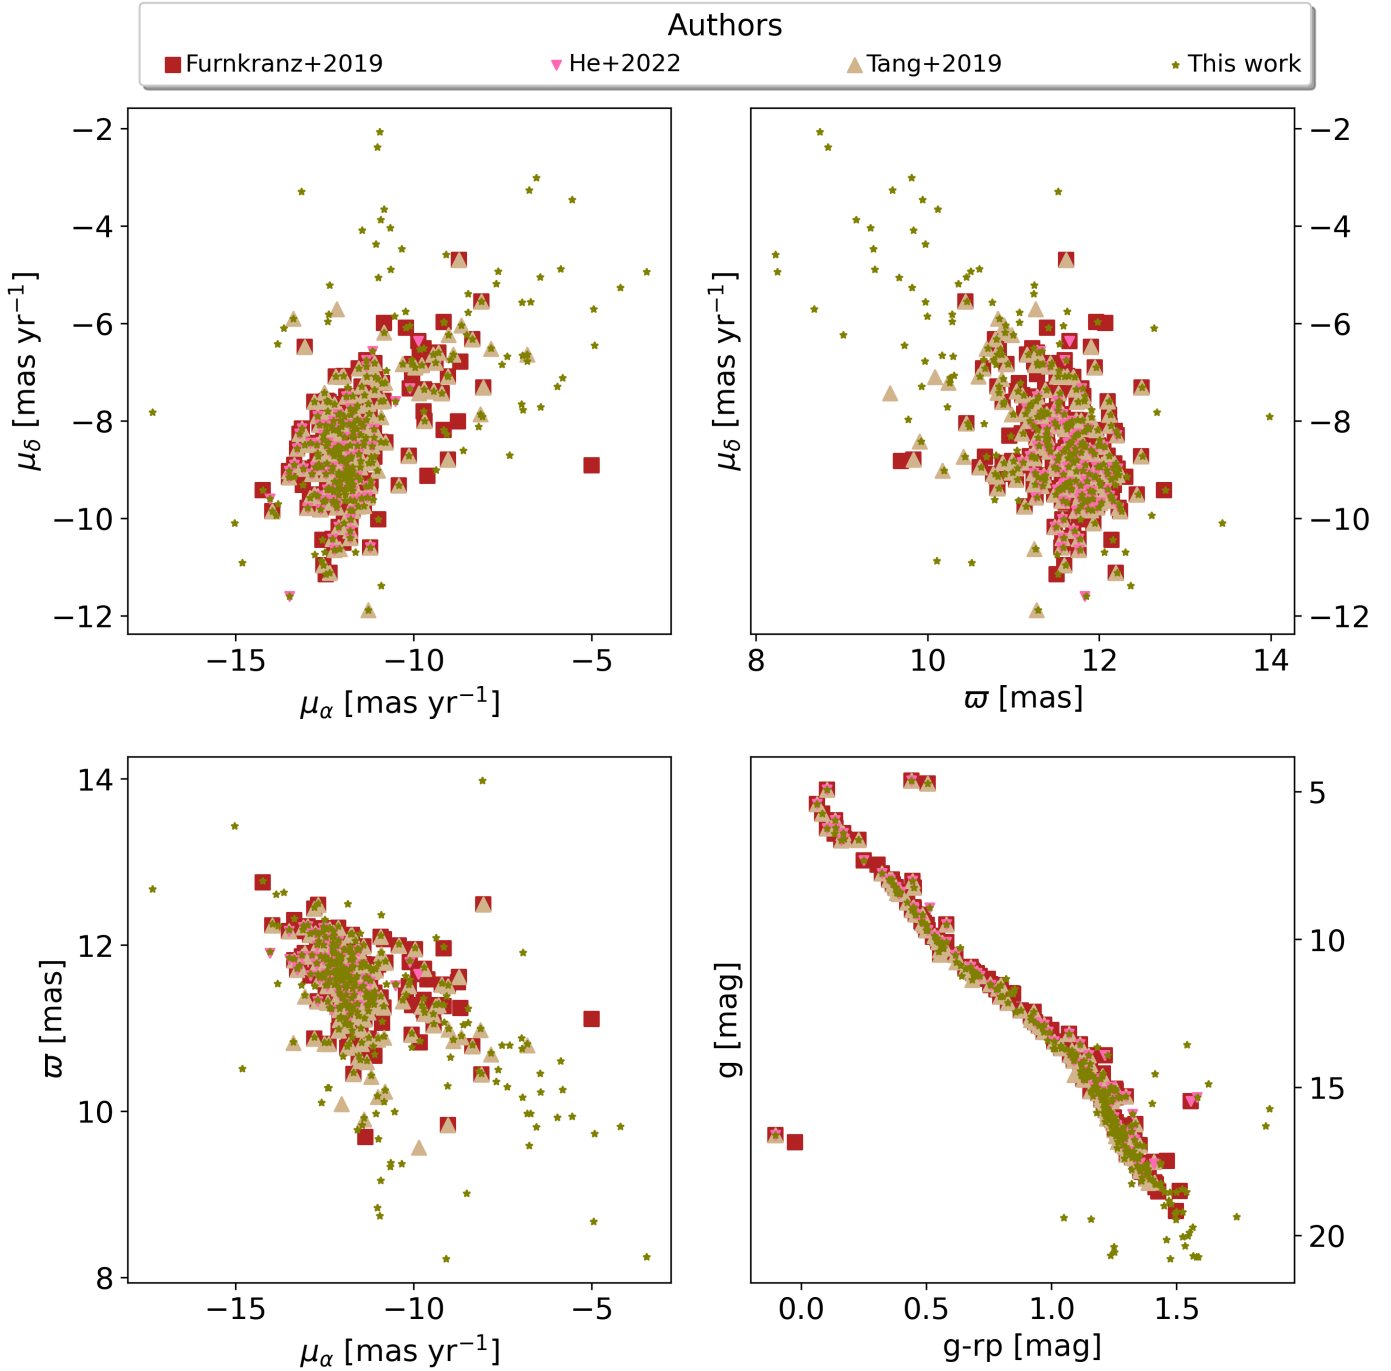 Authors
Furnkranz+2019 He+2022 Tang+2019 This work
−2 −2
−4 −4
−6 −6
−8 −8
−10 −10
−12 −12
μδ [mas yr−1]
μδ [mas yr−1]
−15 −10 −5
8 10 12 14
μα [mas yr−1]
ϖ [mas]
14
12
10
8
ϖ [mas]
g [mag]
5
10
15
20
−15 −10 −5
0.0 0.5 1.0 1.5
μα [mas yr−1]
g-rp [mag]